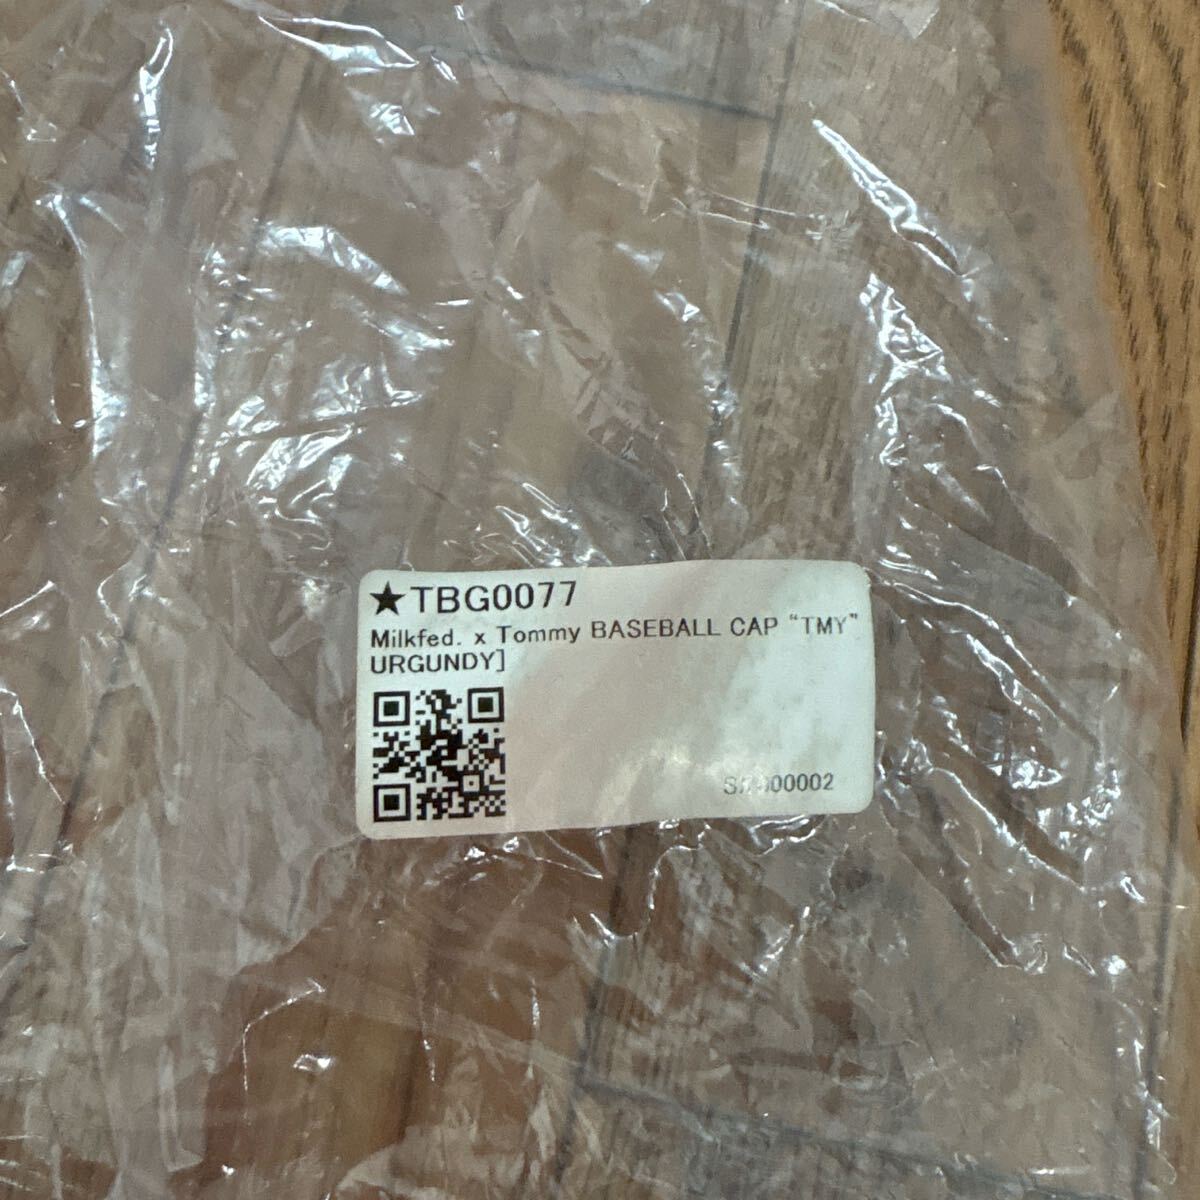 ★TBG0077
Milkfed. x Tommy BASEBALL CAP “TMY”
URGUNDY]